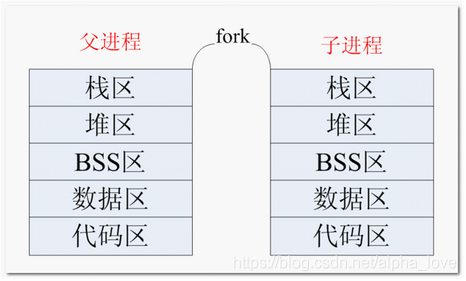 父进程
fork
子进程
栈区
堆区
BSS区
数据区
代码区
栈区
堆区
BSS区
数据区
代码区
https://blog.csdn.net/alpha_love